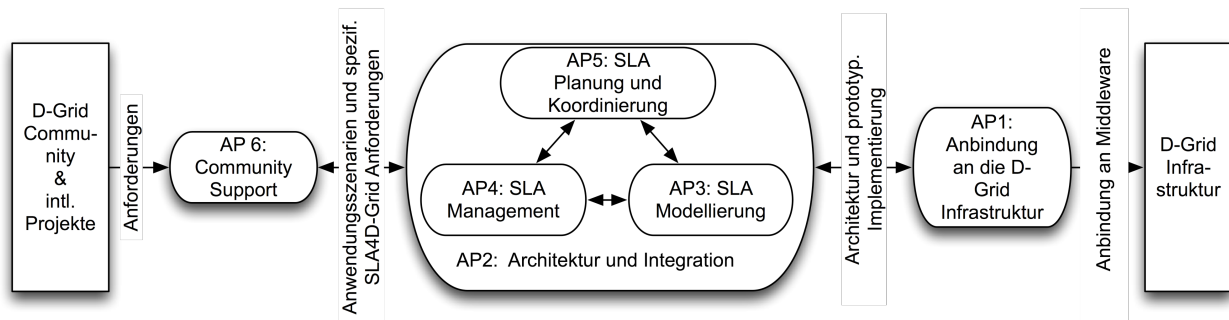 D-Grid
Commu-
nity
&
intl.
Projekte
Anforderungen
AP 6:
Community
Support
Anwendungsszenarien und spezif.
SLA4D-Grid Anforderungen
AP5: SLA
Planung und
Koordinierung
AP4: SLA
Management
AP3: SLA
Modellierung
AP2:  Architektur und Integration
Architektur und prototyp.
Implementierung
AP1:
Anbindung
an die D-
Grid
Infrastruktur
Anbindung an Middleware
D-Grid
Infra-
struktur